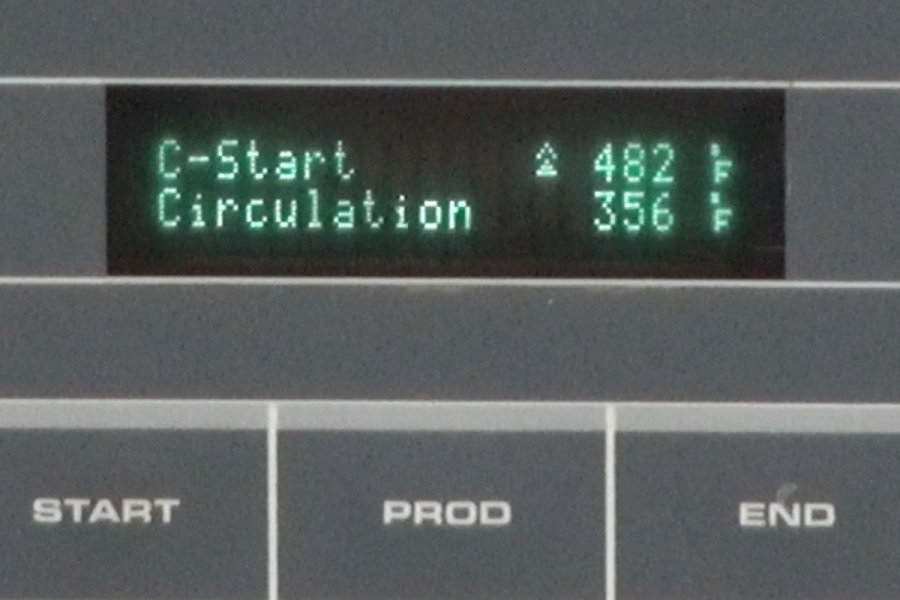 C-Start 482 °F
Circulation 356 °F
START PROD END